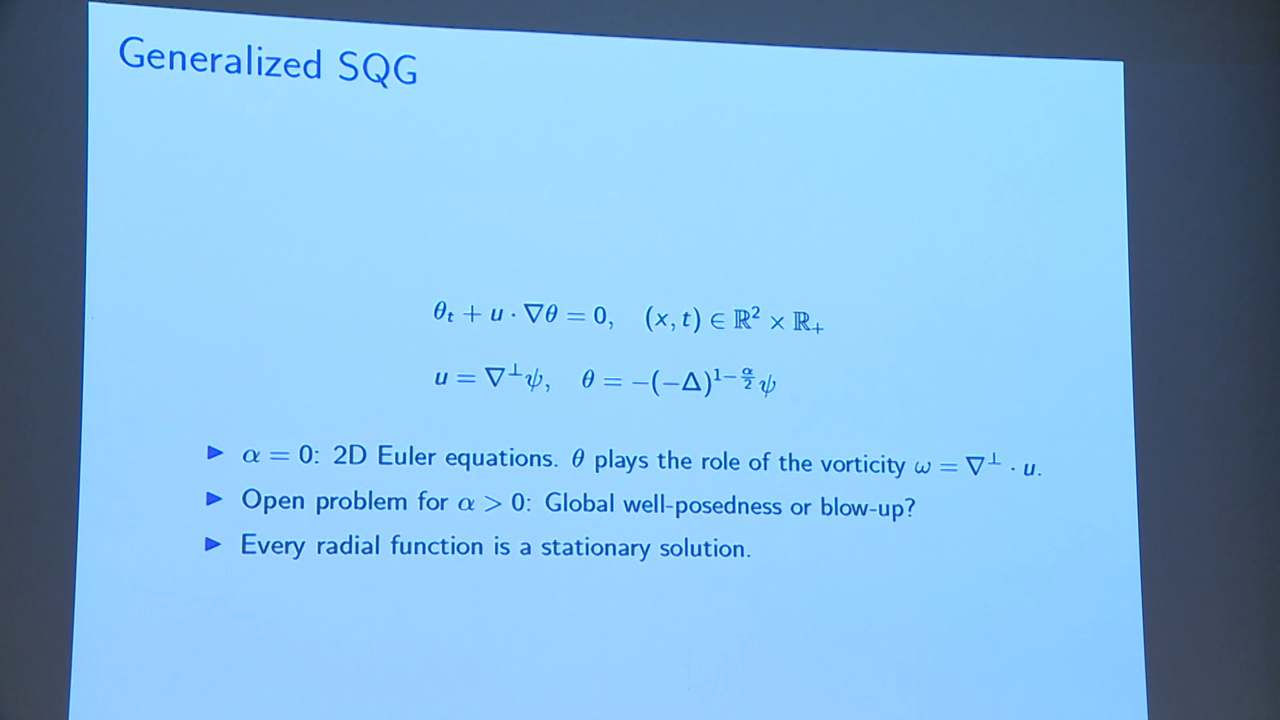 Generalized SQG
θₜ + u · ∇θ = 0, (x, t) ∈ ℝ² × ℝ₊
u = ∇^⊥ψ, θ = −(−Δ)^{1−α/2}ψ
▶ α = 0: 2D Euler equations. θ plays the role of the vorticity ω = ∇^⊥ · u.
▶ Open problem for α > 0: Global well-posedness or blow-up?
▶ Every radial function is a stationary solution.